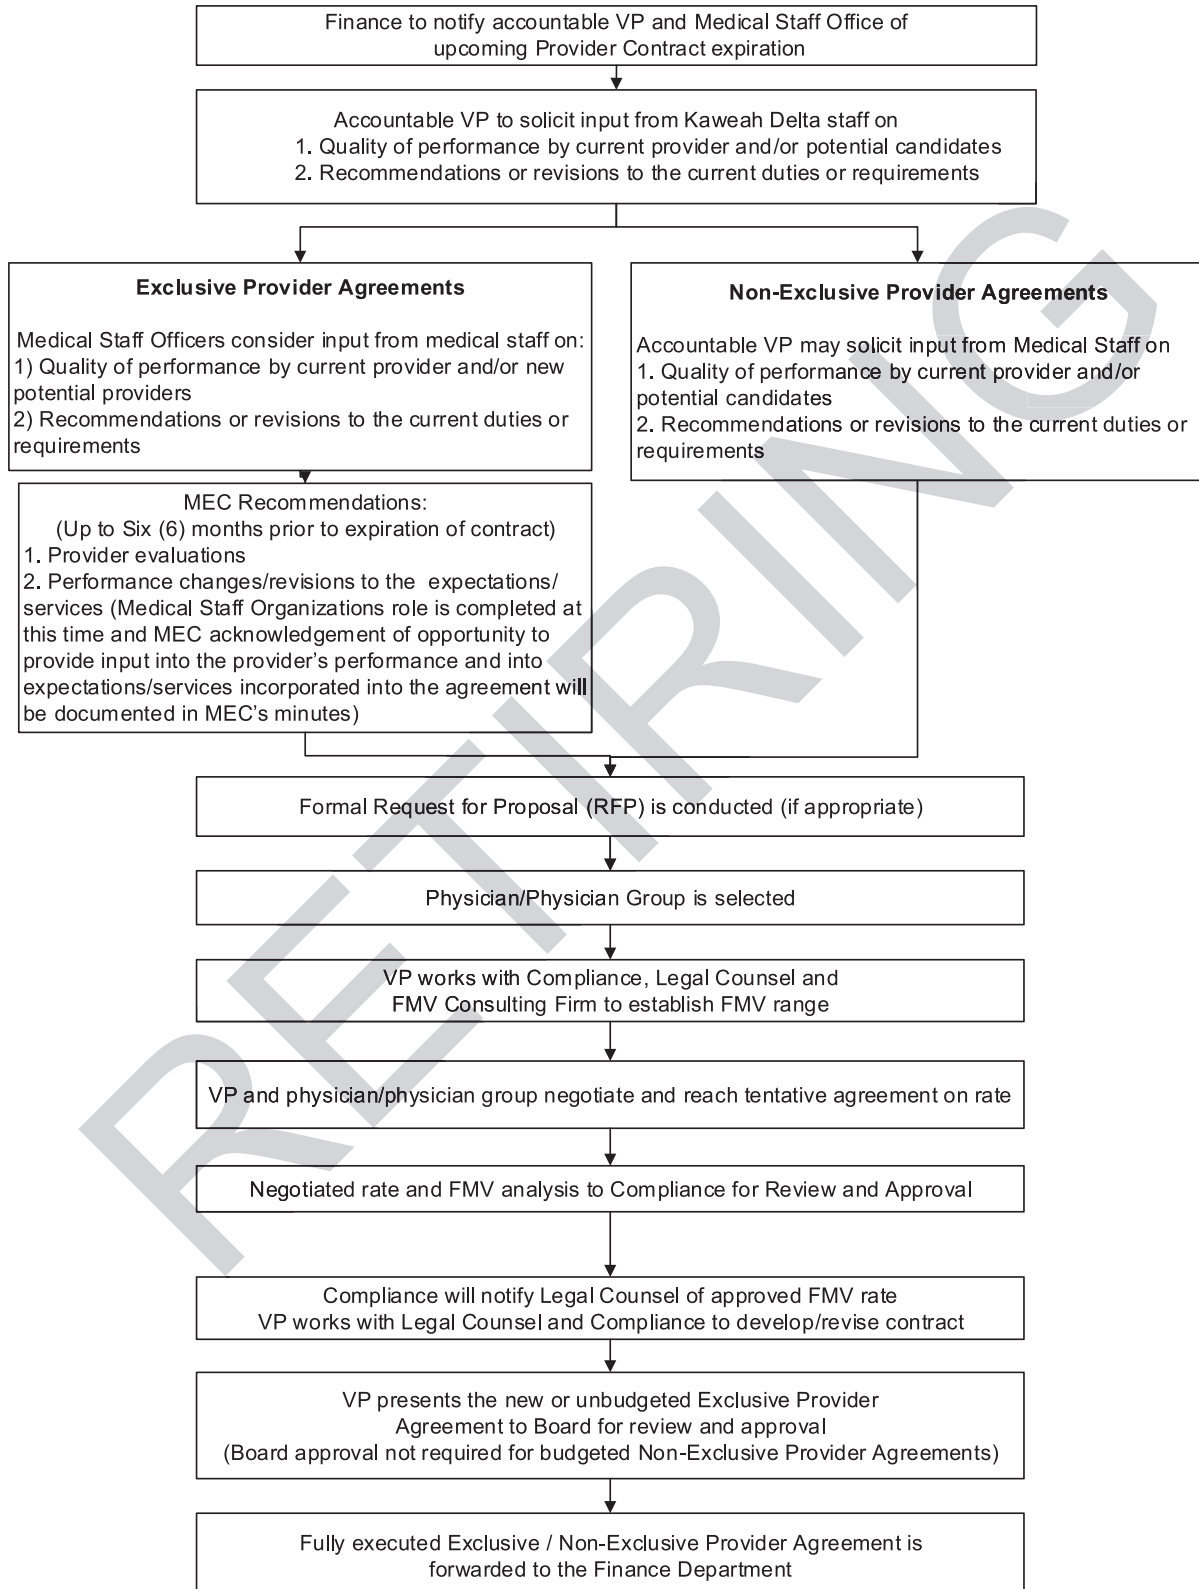 Finance to notify accountable VP and Medical Staff Office of
upcoming Provider Contract expiration
Accountable VP to solicit input from Kaweah Delta staff on
1. Quality of performance by current provider and/or potential candidates
2. Recommendations or revisions to the current duties or requirements
Exclusive Provider Agreements
Medical Staff Officers consider input from medical staff on:
1) Quality of performance by current provider and/or new
potential providers
2) Recommendations or revisions to the current duties or
requirements
Non-Exclusive Provider Agreements
Accountable VP may solicit input from Medical Staff on
1. Quality of performance by current provider and/or
potential candidates
2. Recommendations or revisions to the current duties or
requirements
MEC Recommendations:
(Up to Six (6) months prior to expiration of contract)
1. Provider evaluations
2. Performance changes/revisions to the expectations/
services (Medical Staff Organizations role is completed at
this time and MEC acknowledgement of opportunity to
provide input into the provider's performance and into
expectations/services incorporated into the agreement will
be documented in MEC's minutes)
Formal Request for Proposal (RFP) is conducted (if appropriate)
Physician/Physician Group is selected
VP works with Compliance, Legal Counsel and
FMV Consulting Firm to establish FMV range
VP and physician/physician group negotiate and reach tentative agreement on rate
Negotiated rate and FMV analysis to Compliance for Review and Approval
Compliance will notify Legal Counsel of approved FMV rate
VP works with Legal Counsel and Compliance to develop/revise contract
VP presents the new or unbudgeted Exclusive Provider
Agreement to Board for review and approval
(Board approval not required for budgeted Non-Exclusive Provider Agreements)
Fully executed Exclusive / Non-Exclusive Provider Agreement is
forwarded to the Finance Department
RETIRING